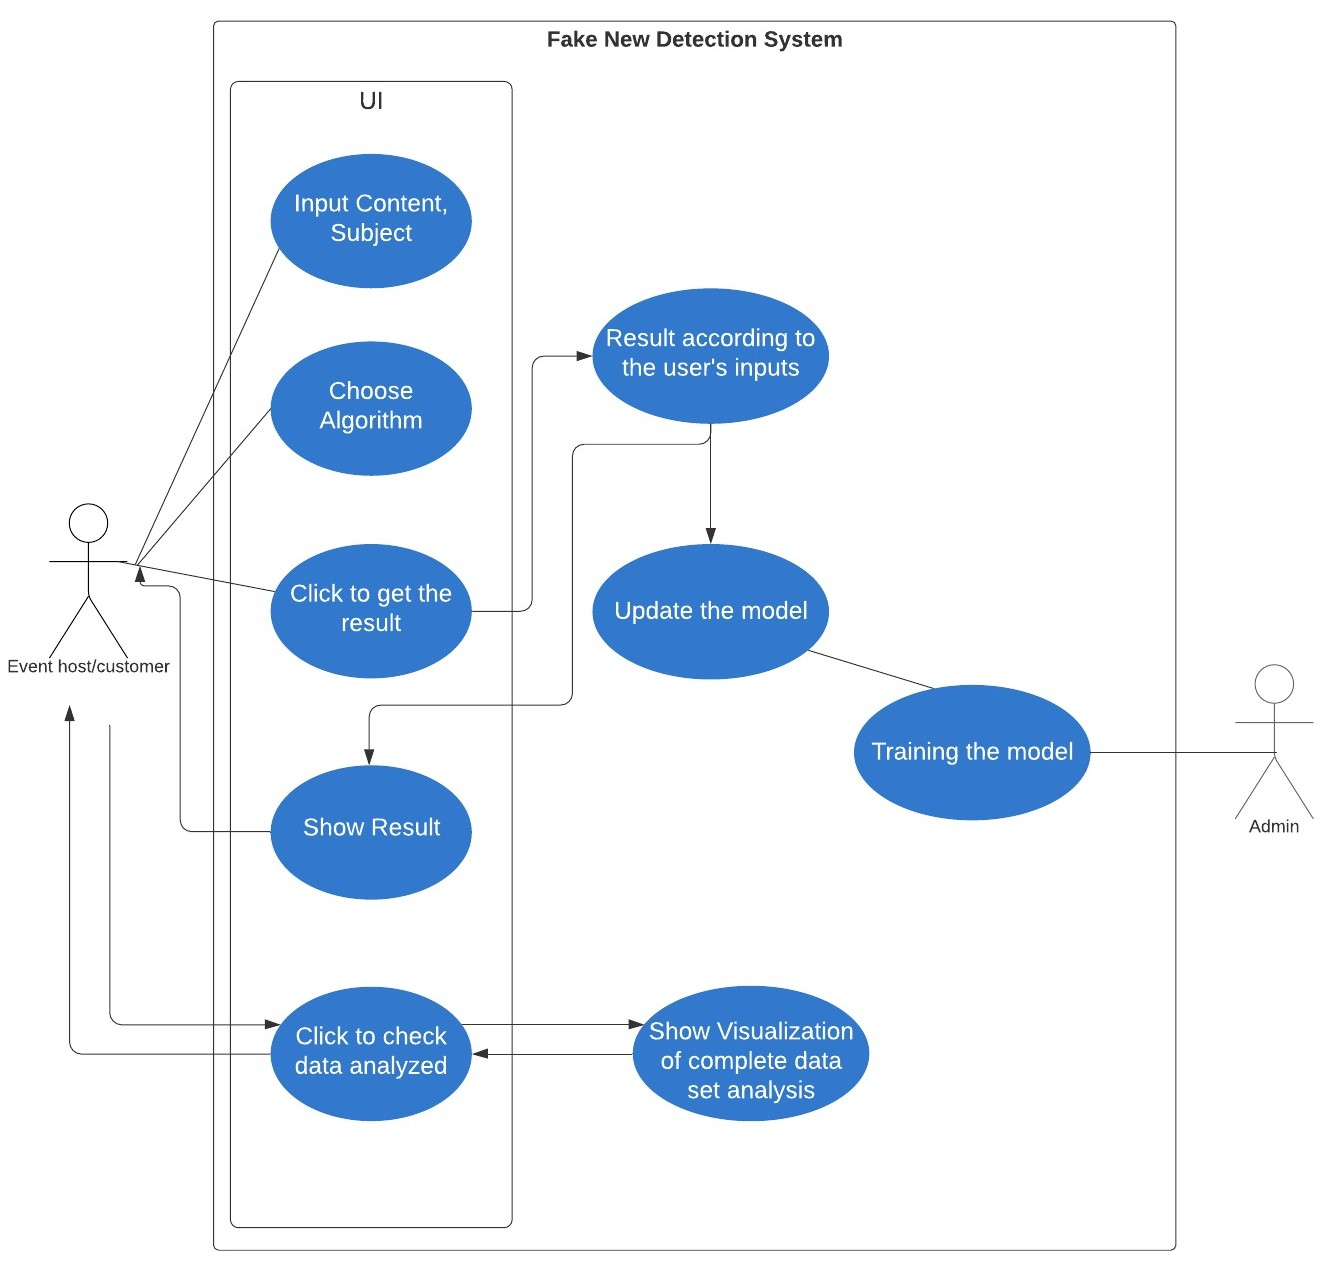 Fake New Detection System
UI
Input Content,
Subject
Choose
Algorithm
Result according to
the user's inputs
Click to get the
result
Update the model
Event host/customer
Training the model
Admin
Show Result
Click to check
data analyzed
Show Visualization
of complete data
set analysis